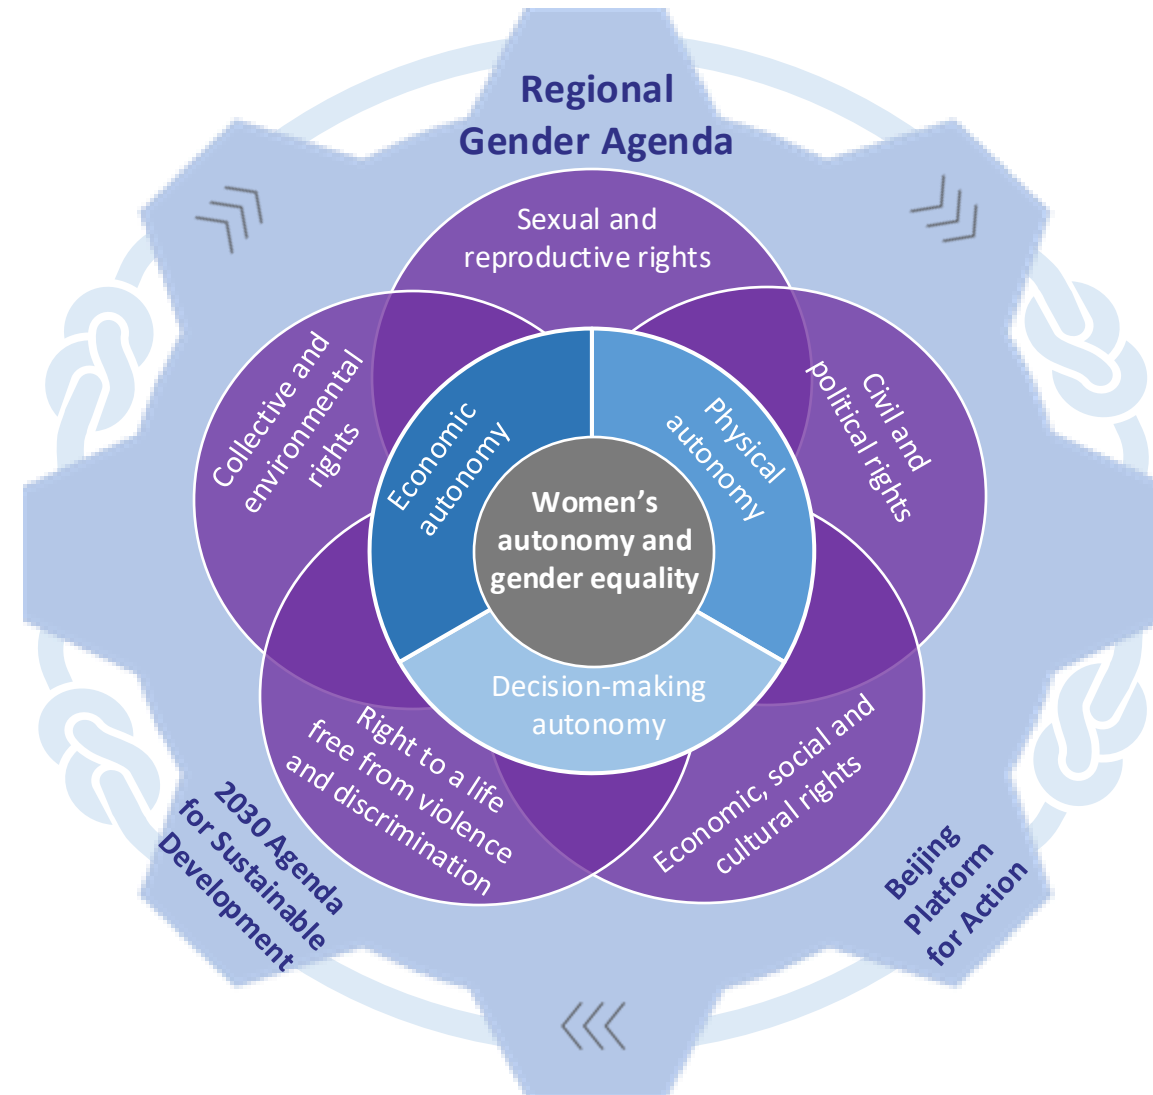 Regional
Gender Agenda
Sexual and
reproductive rights
Collective and
environmental
rights
Civil and
political rights
Economic
autonomy
Physical
autonomy
Women’s
autonomy and
gender equality
Decision-making
autonomy
Right to a life
free from violence
and discrimination
Economic, social and
cultural rights
2030 Agenda
for Sustainable
Development
Beijing
Platform
for Action